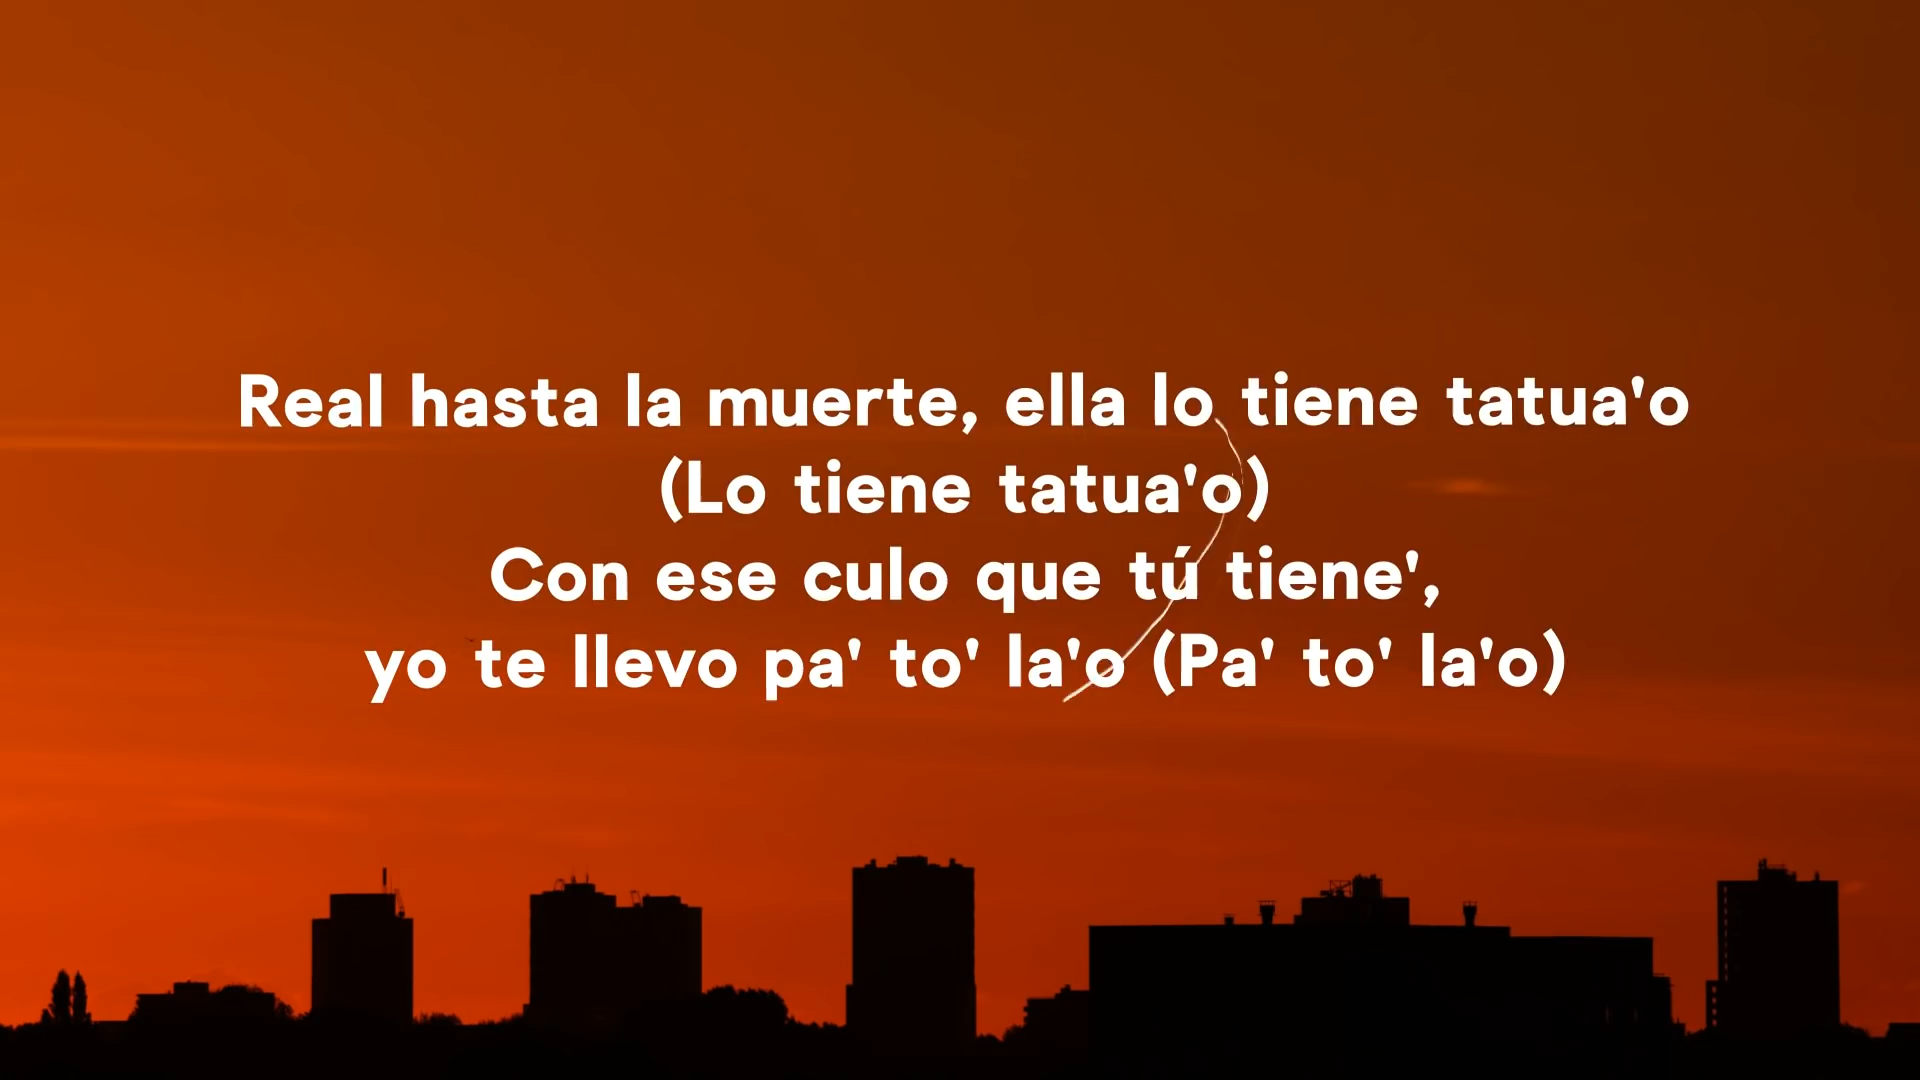 Real hasta la muerte, ella lo tiene tatua'o
(Lo tiene tatua'o)
Con ese culo que tú tiene',
yo te llevo pa' to' la'o (Pa' to' la'o)